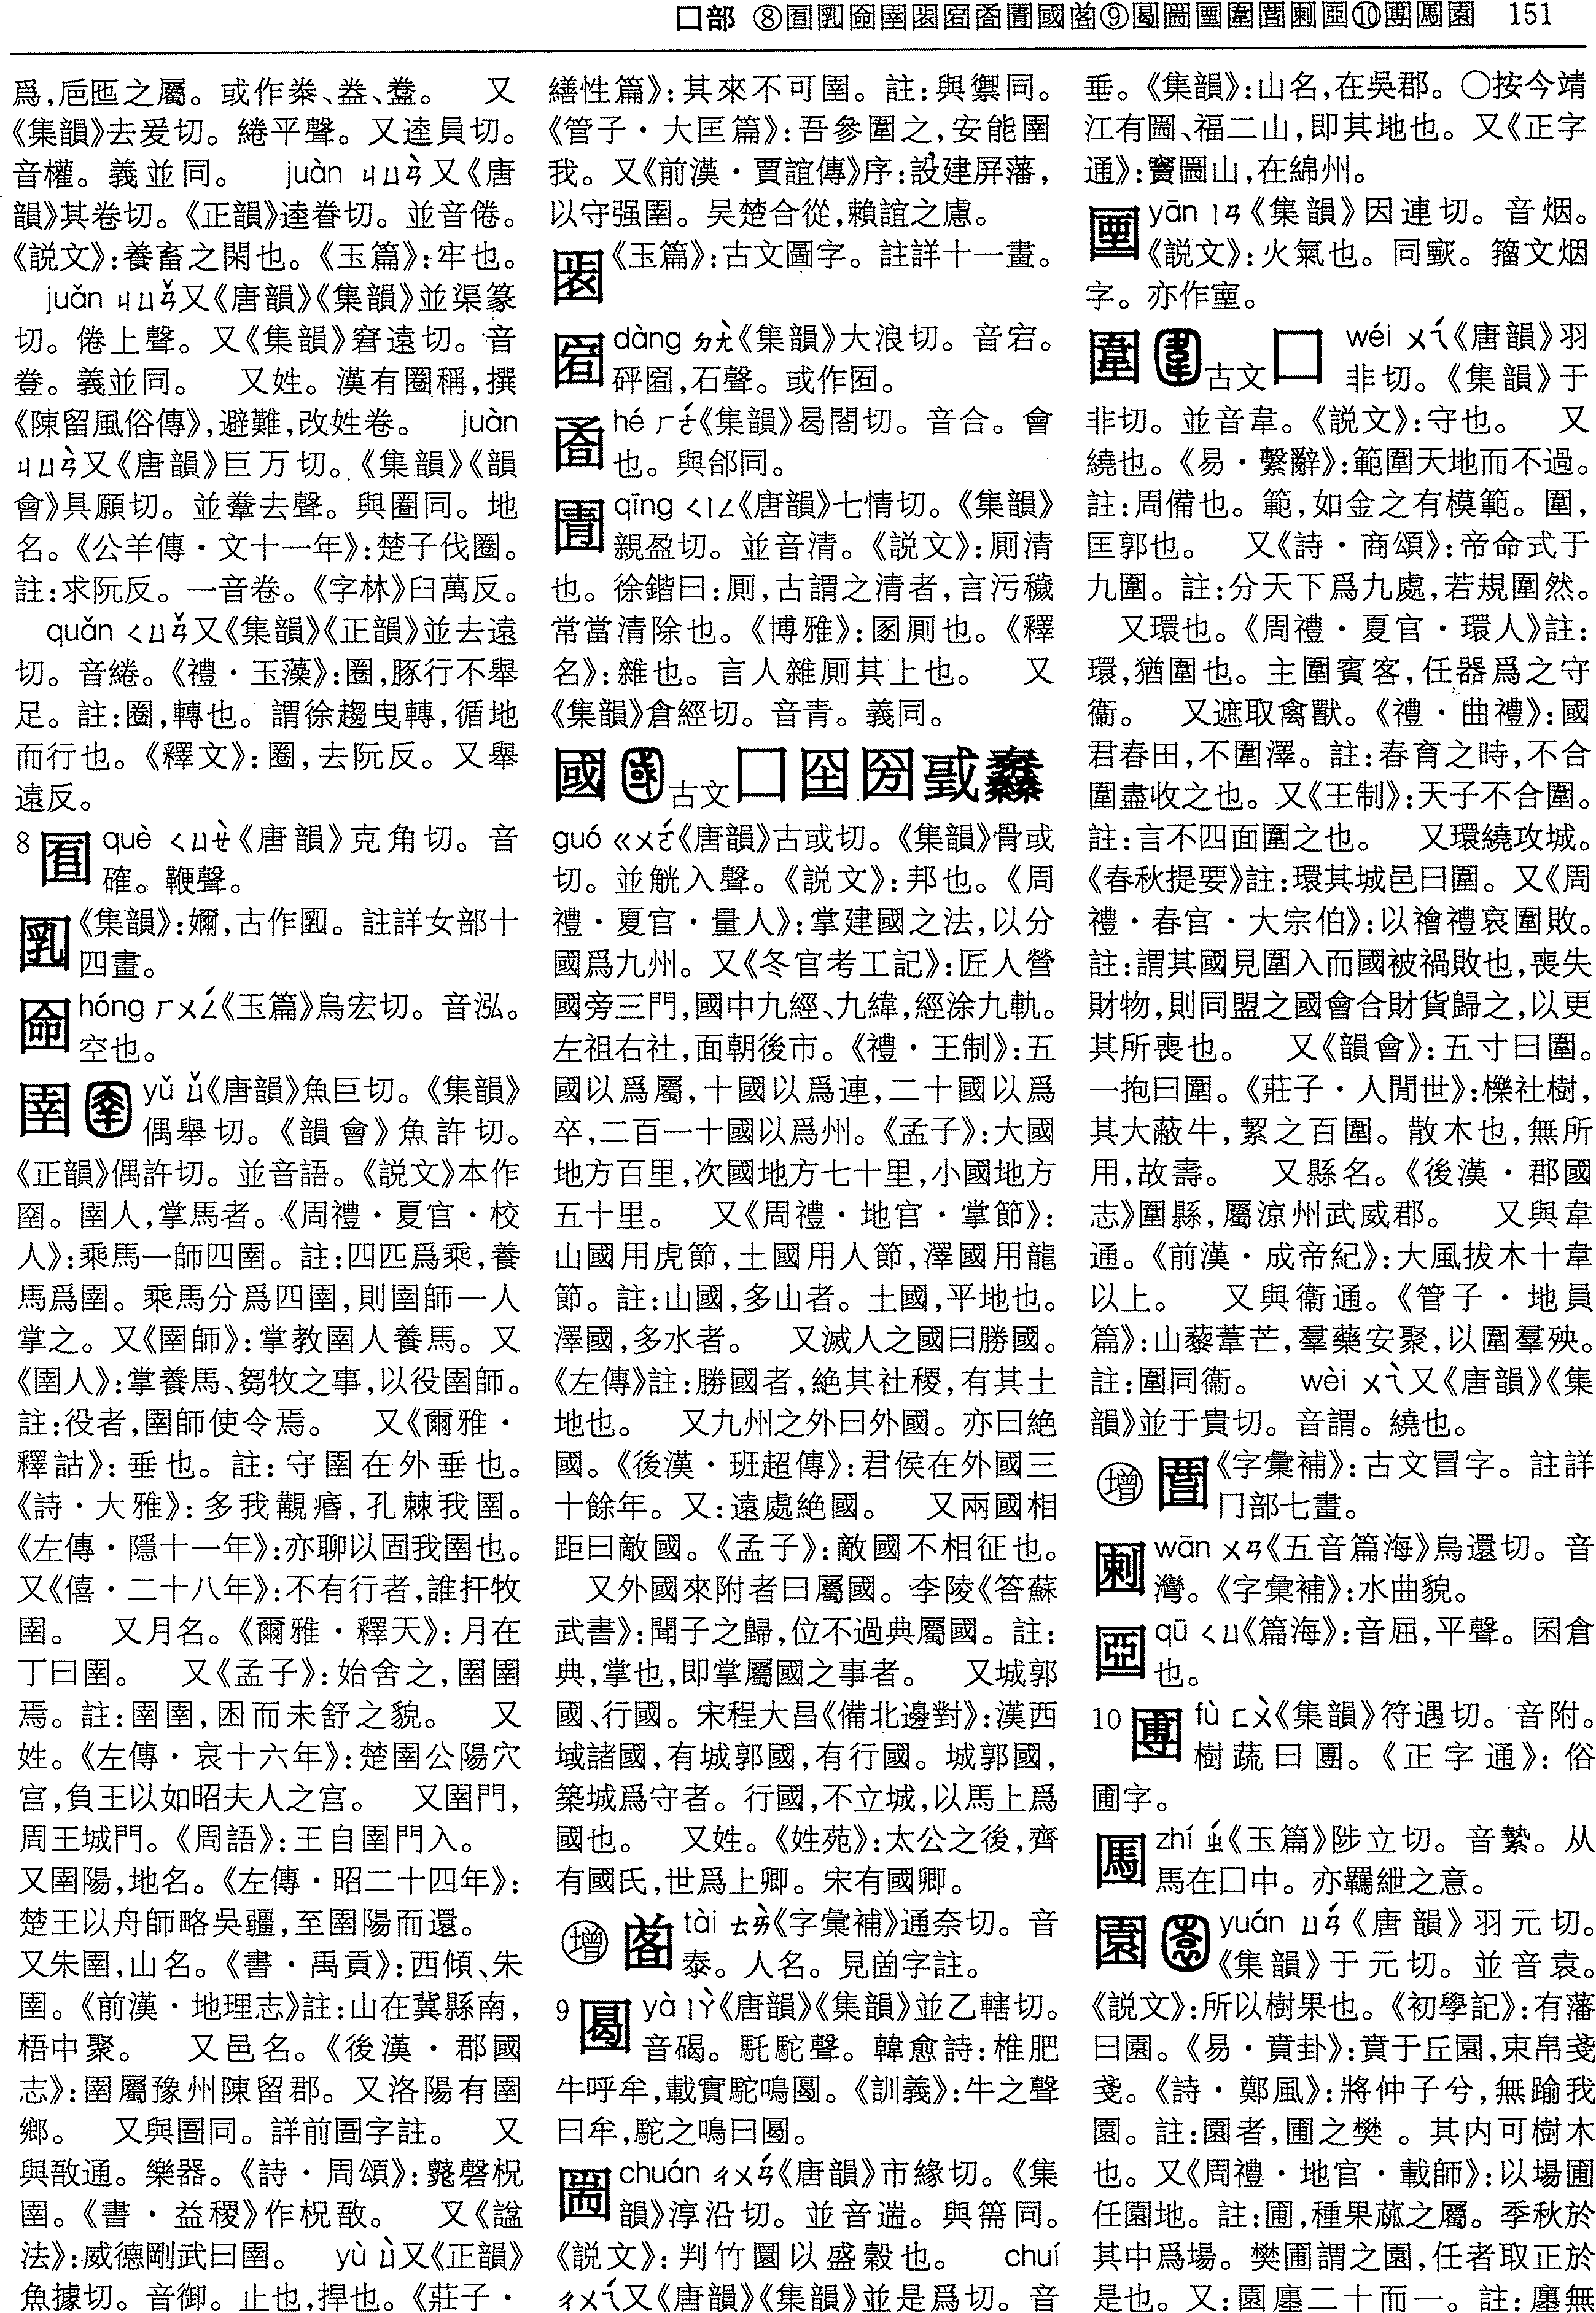 囗部 ⑧𡇈圐囹圉国圀國⑨圍⑩園 151
爲,巵匜之屬。或作桊、㢧、𥁑。 又
《集韻》去爰切。綣平聲。又逵員切。
音權。義並同。 juàn ㄐㄩㄢˋ又《唐
韻》其卷切。《正韻》逵眷切。並音倦。
《説文》:養畜之閑也。《玉篇》:牢也。
juǎn ㄐㄩㄢˇ又《唐韻》《集韻》並渠篆
切。倦上聲。又《集韻》窘遠切。音
菤。義並同。 又姓。漢有圈稱,撰
《陳留風俗傳》,避難,改姓卷。 juàn
ㄐㄩㄢˋ又《唐韻》巨万切。《集韻》《韻
會》具願切。並鞶去聲。與圈同。地
名。《公羊傳·文十一年》:楚子伐圈。
註:求阮反。一音卷。《字林》臼萬反。
quǎn ㄑㄩㄢˇ又《集韻》《正韻》並去遠
切。音綣。《禮·玉藻》:圈,豚行不舉
足。註:圈,轉也。謂徐趨曳轉,循地
而行也。《釋文》:圈,去阮反。又舉
遠反。
8 què ㄑㄩㄝˋ《唐韻》克角切。音
確。鞭聲。
《集韻》:嬭,古作。註詳女部十
四畫。
hóng ㄏㄨㄥˊ《玉篇》烏宏切。音泓。
空也。
圉 yǔ ㄩˇ《唐韻》魚巨切。《集韻》
偶舉切。《韻會》魚許切。
《正韻》偶許切。並音語。《説文》本作
圉。圉人,掌馬者。《周禮·夏官·校
人》:乘馬一師四圉。註:四匹爲乘,養
馬爲圉。乘馬分爲四圉,則圉師一人
掌之。又《圉師》:掌教圉人養馬。又
《圉人》:掌養馬、芻牧之事,以役圉師。
註:役者,圉師使令焉。 又《爾雅·
釋詁》:垂也。註:守圉在外垂也。
《詩·大雅》:多我覯痻,孔棘我圉。
《左傳·隱十一年》:亦聊以固我圉也。
又《僖·二十八年》:不有行者,誰扞牧
圉。 又月名。《爾雅·釋天》:月在
丁曰圉。 又《孟子》:始舍之,圉圉
焉。註:圉圉,困而未舒之貌。 又
姓。《左傳·哀十六年》:楚圉公陽穴
宫,負王以如昭夫人之宫。 又圉門,
周王城門。《周語》:王自圉門入。
又圉陽,地名。《左傳·昭二十四年》:
楚王以舟師略吳疆,至圉陽而還。
又朱圉,山名。《書·禹貢》:西傾、朱
圉。《前漢·地理志》註:山在冀縣南,
梧中聚。 又邑名。《後漢·郡國
志》:圉屬豫州陳留郡。又洛陽有圉
鄉。 又與圄同。詳前圄字註。 又
與敔通。樂器。《詩·周頌》:鼗磬柷
圉。《書·益稷》作柷敔。 又《諡
法》:威德剛武曰圉。 yù ㄩˋ又《正韻》
魚據切。音御。止也,捍也。《莊子·
繕性篇》:其來不可圉。註:與禦同。
《管子·大匡篇》:吾參圍之,安能圉
我。又《前漢·賈誼傳》序:設建屏藩,
以守强圉。吴楚合從,賴誼之慮。
《玉篇》:古文圖字。註詳十一畫。
dàng ㄉㄤˋ《集韻》大浪切。音宕。
砰,石聲。或作。
hé ㄏㄜˊ《集韻》曷閤切。音合。會
也。與郃同。
圊 qīng ㄑㄧㄥ《唐韻》七情切。《集韻》
親盈切。並音清。《説文》:厠清
也。徐鍇曰:厠,古謂之清者,言污穢
常當清除也。《博雅》:圂厠也。《釋
名》:雜也。言人雜厠其上也。 又
《集韻》倉經切。音青。義同。
國 古文囗
guó ㄍㄨㄛˊ《唐韻》古或切。《集韻》骨或
切。並觥入聲。《説文》:邦也。《周
禮·夏官·量人》:掌建國之法,以分
國爲九州。又《冬官考工記》:匠人營
國旁三門,國中九經、九緯,經涂九軌。
左祖右社,面朝後市。《禮·王制》:五
國以爲屬,十國以爲連,二十國以爲
卒,二百一十國以爲州。《孟子》:大國
地方百里,次國地方七十里,小國地方
五十里。 又《周禮·地官·掌節》:
山國用虎節,土國用人節,澤國用龍
節。註:山國,多山者。土國,平地也。
澤國,多水者。 又滅人之國曰勝國。
《左傳》註:勝國者,絶其社稷,有其土
地也。 又九州之外曰外國。亦曰絶
國。《後漢·班超傳》:君侯在外國三
十餘年。又:遠處絶國。 又兩國相
距曰敵國。《孟子》:敵國不相征也。
又外國來附者曰屬國。李陵《答蘇
武書》:聞子之歸,位不過典屬國。註:
典,掌也,即掌屬國之事者。 又城郭
國、行國。宋程大昌《備北邊對》:漢西
域諸國,有城郭國,有行國。城郭國,
築城爲守者。行國,不立城,以馬上爲
國也。 又姓。《姓苑》:太公之後,齊
有國氏,世爲上卿。宋有國卿。
增 tài ㄊㄞˋ《字彙補》通奈切。音
泰。人名。見崮字註。
9 yà ㄧㄚˋ《唐韻》《集韻》並乙轄切。
音碣。馲駝聲。韓愈詩:椎肥
牛呼牟,載實駝鳴圔。《訓義》:牛之聲
曰牟,駝之鳴曰圔。
圌 chuán ㄔㄨㄢˊ《唐韻》市緣切。《集
韻》淳沿切。並音遄。與篅同。
《説文》:判竹圜以盛穀也。 chuí
ㄔㄨㄟˊ又《唐韻》《集韻》並是爲切。音
垂。《集韻》:山名,在吳郡。○按今靖
江有圌、福二山,即其地也。又《正字
通》:竇圌山,在綿州。
yān ㄧㄢ《集韻》因連切。音烟。
《説文》:火氣也。同㱃。籀文烟
字。亦作窒。
圍 古文囗 wéi ㄨㄟˊ《唐韻》羽
非切。《集韻》于
非切。並音韋。《説文》:守也。 又
繞也。《易·繫辭》:範圍天地而不過。
註:周備也。範,如金之有模範。圍,
匡郭也。 又《詩·商頌》:帝命式于
九圍。註:分天下爲九處,若規圍然。
又環也。《周禮·夏官·環人》註:
環,猶圍也。主圍賓客,任器爲之守
衞。 又遮取禽獸。《禮·曲禮》:國
君春田,不圍澤。註:春育之時,不合
圍盡收之也。又《王制》:天子不合圍。
註:言不四面圍之也。 又環繞攻城。
《春秋提要》註:環其城邑曰圍。又《周
禮·春官·大宗伯》:以禬禮哀圍敗。
註:謂其國見圍入而國被禍敗也,喪失
財物,則同盟之國會合財貨歸之,以更
其所喪也。 又《韻會》:五寸曰圍。
一抱曰圍。《莊子·人間世》:櫟社樹,
其大蔽牛,絜之百圍。散木也,無所
用,故壽。 又縣名。《後漢·郡國
志》圍縣,屬涼州武威郡。 又與韋
通。《前漢·成帝紀》:大風拔木十韋
以上。 又與衞通。《管子·地員
篇》:山藜葦芒,羣藥安聚,以圍羣殃。
註:圍同衞。 wèi ㄨㄟˋ又《唐韻》《集
韻》並于貴切。音謂。繞也。
增 《字彙補》:古文冒字。註詳
冂部七畫。
wān ㄨㄢ《五音篇海》烏還切。音
灣。《字彙補》:水曲貌。
qū ㄑㄩ《篇海》:音屈,平聲。囷倉
也。
10 fù ㄈㄨˋ《集韻》符遇切。音附。
樹蔬曰。《正字通》:俗
圃字。
zhí ㄓˊ《玉篇》陟立切。音縶。从
馬在囗中。亦羈紲之意。
園 yuán ㄩㄢˊ《唐韻》羽元切。
《集韻》于元切。並音袁。
《説文》:所以樹果也。《初學記》:有藩
曰園。《易·賁卦》:賁于丘園,束帛戔
戔。《詩·鄭風》:將仲子兮,無踰我
園。註:園者,圃之樊。其内可樹木
也。又《周禮·地官·載師》:以場圃
任園地。註:圃,種果蓏之屬。季秋於
其中爲場。樊圃謂之園,任者取正於
是也。又:園廛二十而一。註:廛無